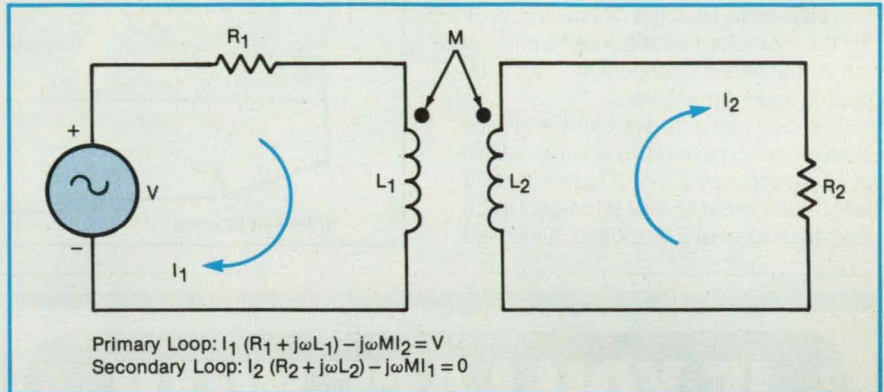 R1
M
+
V
−
L1
L2
R2
I1
I2
Primary Loop: I1 (R1 + jωL1) − jωMI2 = V
Secondary Loop: I2 (R2 + jωL2) − jωMI1 = 0